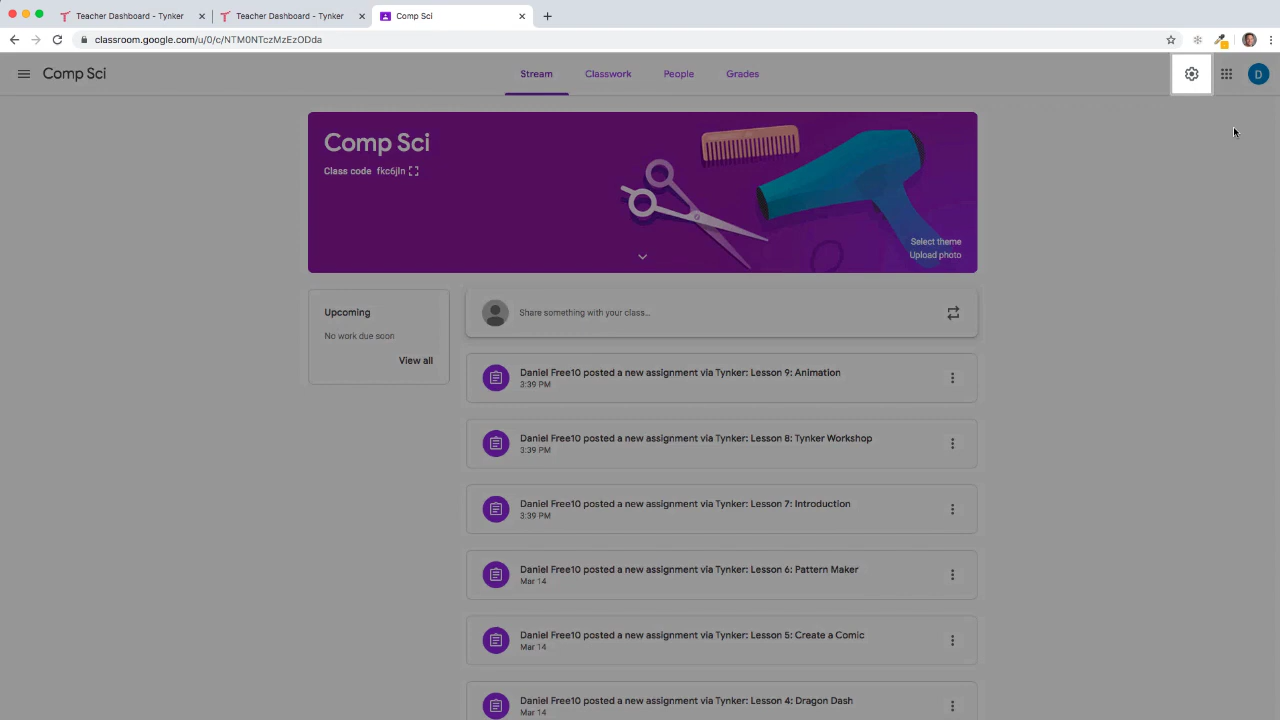 Teacher Dashboard - Tynker
Teacher Dashboard - Tynker
Comp Sci
classroom.google.com/u/0/c/NTM0NTczMzEzODda
Comp Sci
Stream
Classwork
People
Grades
D
Comp Sci
Class code fkc6jln
Select theme
Upload photo
Upcoming
No work due soon
View all
Share something with your class...
Daniel Free10 posted a new assignment via Tynker: Lesson 9: Animation
3:39 PM
Daniel Free10 posted a new assignment via Tynker: Lesson 8: Tynker Workshop
3:39 PM
Daniel Free10 posted a new assignment via Tynker: Lesson 7: Introduction
3:39 PM
Daniel Free10 posted a new assignment via Tynker: Lesson 6: Pattern Maker
Mar 14
Daniel Free10 posted a new assignment via Tynker: Lesson 5: Create a Comic
Mar 14
Daniel Free10 posted a new assignment via Tynker: Lesson 4: Dragon Dash
Mar 14